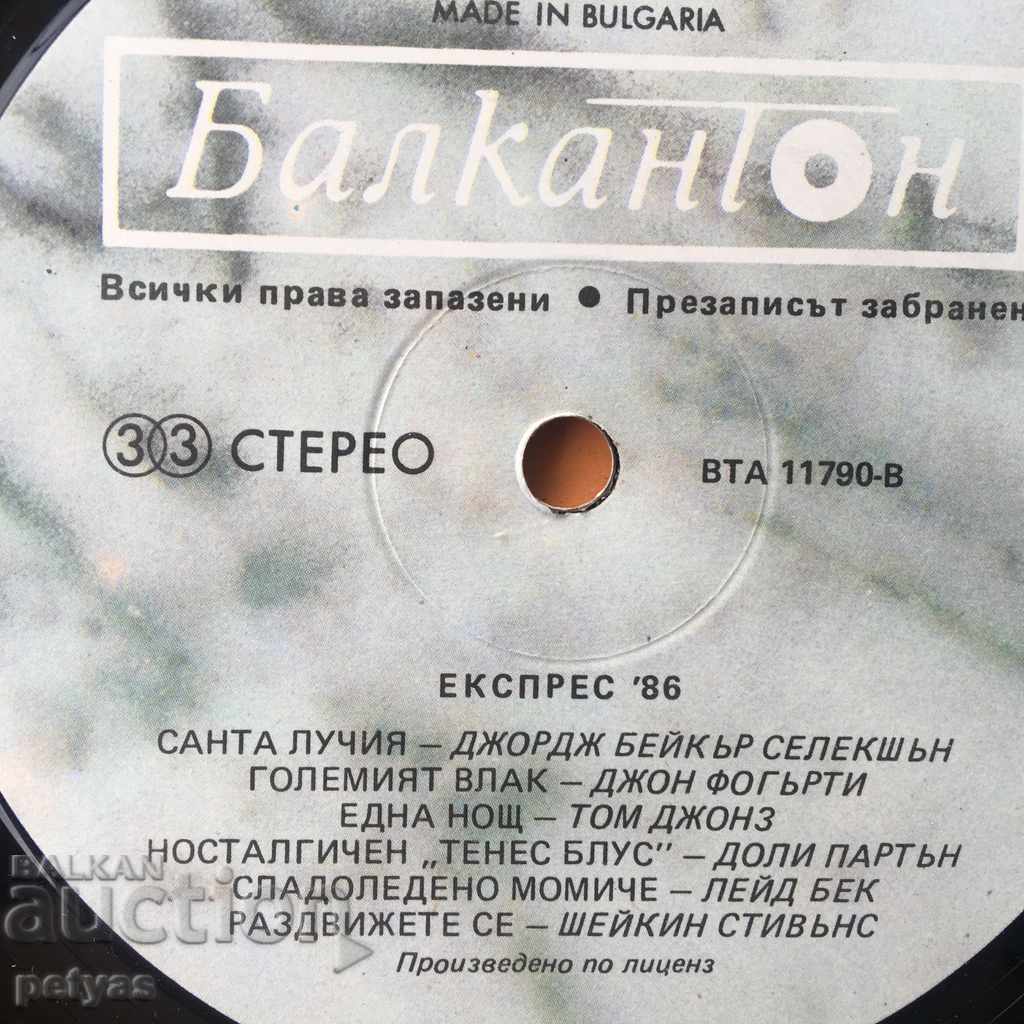 MADE IN BULGARIA
Балкантон
Всички права запазени ● Презаписът забранен
33 СТЕРЕО
ВТА 11790-В
ЕКСПРЕС '86
САНТА ЛУЧИЯ – ДЖОРДЖ БЕЙКЪР СЕЛЕКШЪН
ГОЛЕМИЯТ ВЛАК – ДЖОН ФОГЪРТИ
ЕДНА НОЩ – ТОМ ДЖОНЗ
НОСТАЛГИЧЕН „ТЕНЕС БЛУС" – ДОЛИ ПАРТЪН
СЛАДОЛЕДЕНО МОМИЧЕ – ЛЕЙД БЕК
РАЗДВИЖЕТЕ СЕ – ШЕЙКИН СТИВЪНС
Произведено по лиценз
BALKAN
auction
petyas